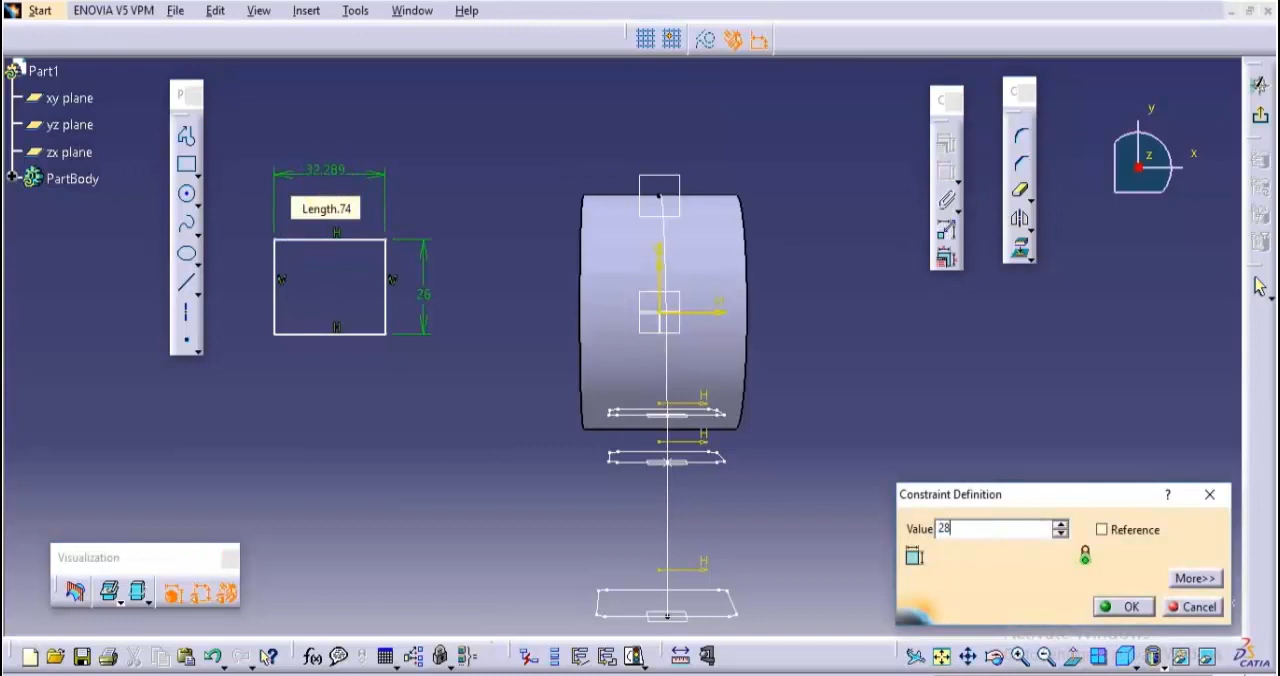 Start ENOVIA V5 VPM File Edit View Insert Tools Window Help
Part1
xy plane
yz plane
zx plane
PartBody
P
C
C
y
x
z
32.289
Length.74
H
V
V
26
H
H
H
H
H
Constraint Definition ?
Value 28
Reference
More>>
OK
Cancel
Visualization
f(x)
CATIA